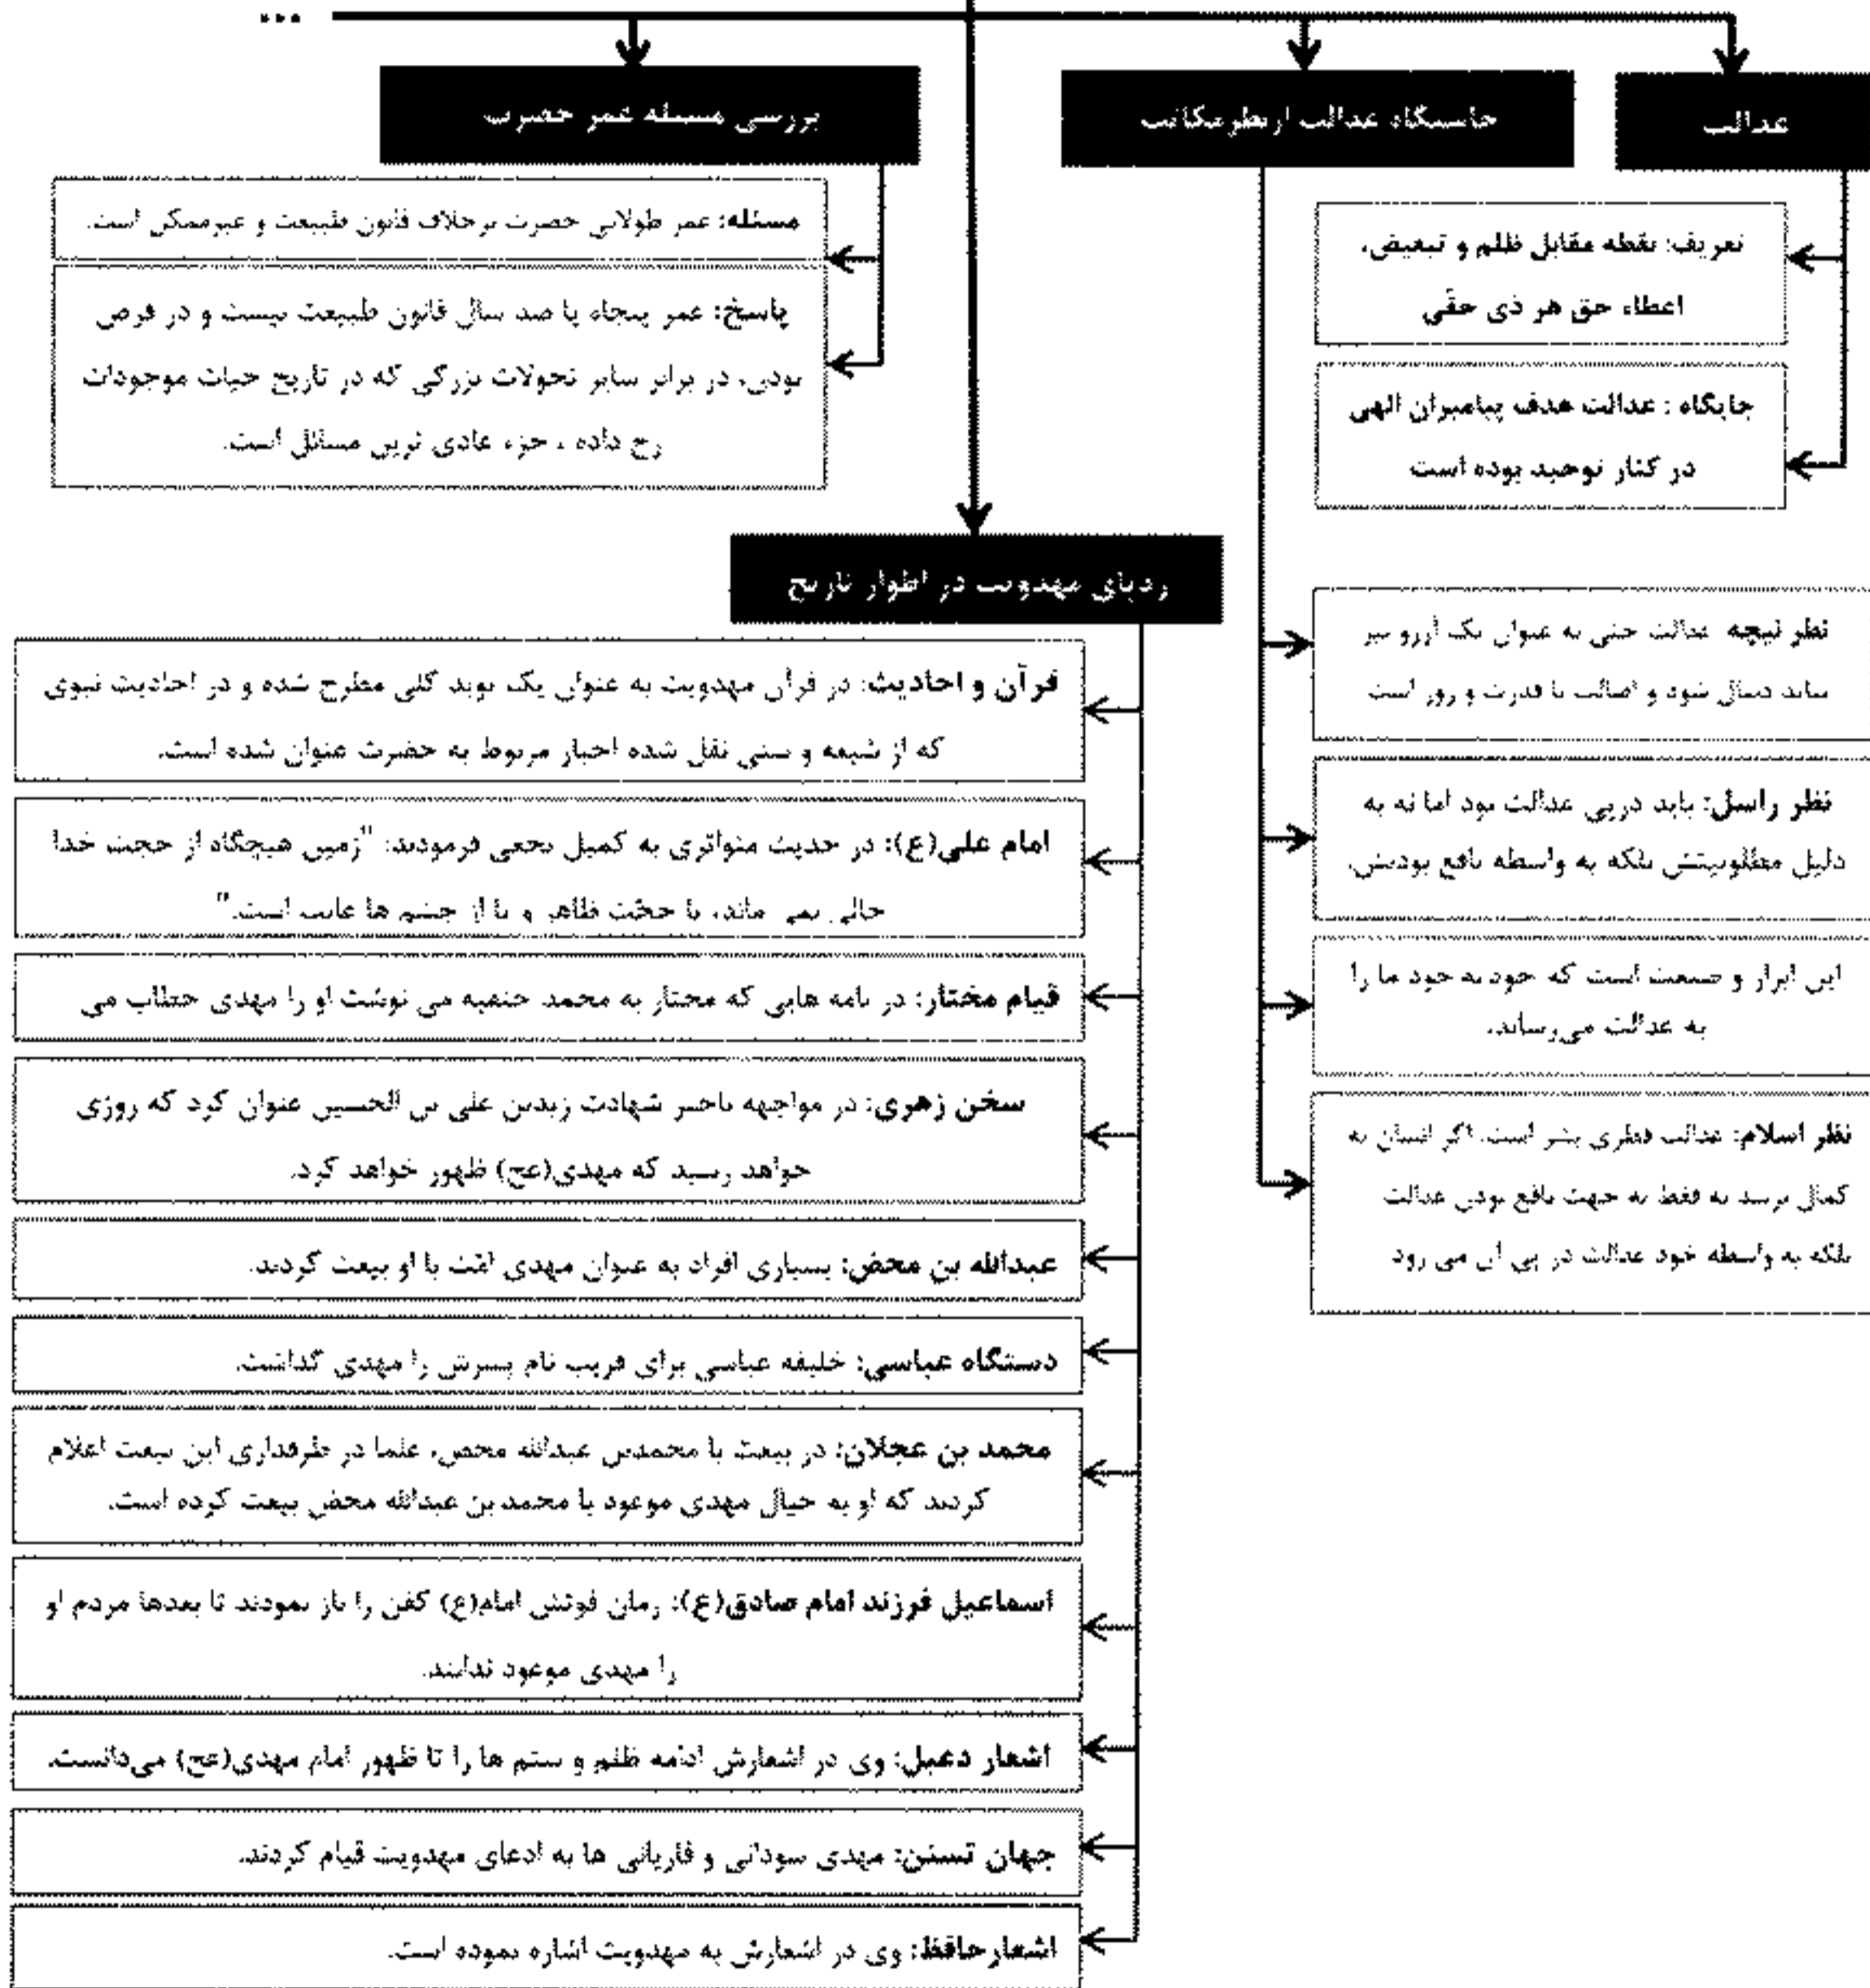 ...
عدالت
تعریف: نقطه مقابل ظلم و تبعیض،
اعطاء حق هر ذی حقّی
جایگاه : عدالت هدف پیامبران الهی
در کنار توحید بوده است
خاستگاه عدالت ازنظرمکاتب
نظر نیچه: عدالت حتی به عنوان یک آرزو نیز
نباید دنبال شود و اصالت با قدرت و زور است
نظر راسل: باید درپی عدالت بود اما نه به
دلیل مطلوبیتش بلکه به واسطه نافع بودنش.
این ابزار و صنعت است که خود به خود ما را
به عدالت می‌رساند.
نظر اسلام: عدالت فطری بشر است. اگر انسان به
کمال برسد نه فقط به جهت نافع بودن عدالت
بلکه به واسطه خود عدالت در پی آن می رود
بررسی مسئله عمر حضرت
مسئله: عمر طولانی حضرت برخلاف قانون طبیعت و غیرممکن است.
پاسخ: عمر پنجاه یا صد سال قانون طبیعت نیست و در فرض
بودن، در برابر سایر تحولات بزرگی که در تاریخ حیات موجودات
رخ داده ، جزء عادی ترین مسائل است.
ردپای مهدویت در اطوار تاریخ
قرآن و احادیث: در قرآن مهدویت به عنوان یک نوید کلی مطرح شده و در احادیث نبوی
که از شیعه و سنی نقل شده اخبار مربوط به حضرت عنوان شده است.
امام علی(ع): در حدیث متواتری به کمیل نخعی فرمودند: "زمین هیچگاه از حجت خدا
خالی نمی ماند، یا حجّت ظاهر و یا از چشم ها غایب است."
قیام مختار: در نامه هایی که مختار به محمد حنفیه می نوشت او را مهدی خطاب می
سخن زهری: در مواجهه باخبر شهادت زیدبن علی بن الحسین عنوان کرد که روزی
خواهد رسید که مهدی(عج) ظهور خواهد کرد.
عبدالله بن محض: بسیاری افراد به عنوان مهدی امّت با او بیعت کردند.
دستگاه عباسی: خلیفه عباسی برای فریب نام پسرش را مهدی گذاشت.
محمد بن عجلان: در بیعت با محمدبن عبدالله محض، علما در طرفداری این بیعت اعلام
کردند که او به خیال مهدی موعود با محمد بن عبدالله محض بیعت کرده است.
اسماعیل فرزند امام صادق(ع): زمان فوتش امام(ع) کفن را باز نمودند تا بعدها مردم او
را مهدی موعود ندانند.
اشعار دعبل: وی در اشعارش ادامه ظلم و ستم ها را تا ظهور امام مهدی(عج) می‌دانست.
جهان تسنن: مهدی سودانی و قاریانی ها به ادعای مهدویت قیام کردند.
اشعارحافظ: وی در اشعارش به مهدویت اشاره نموده است.